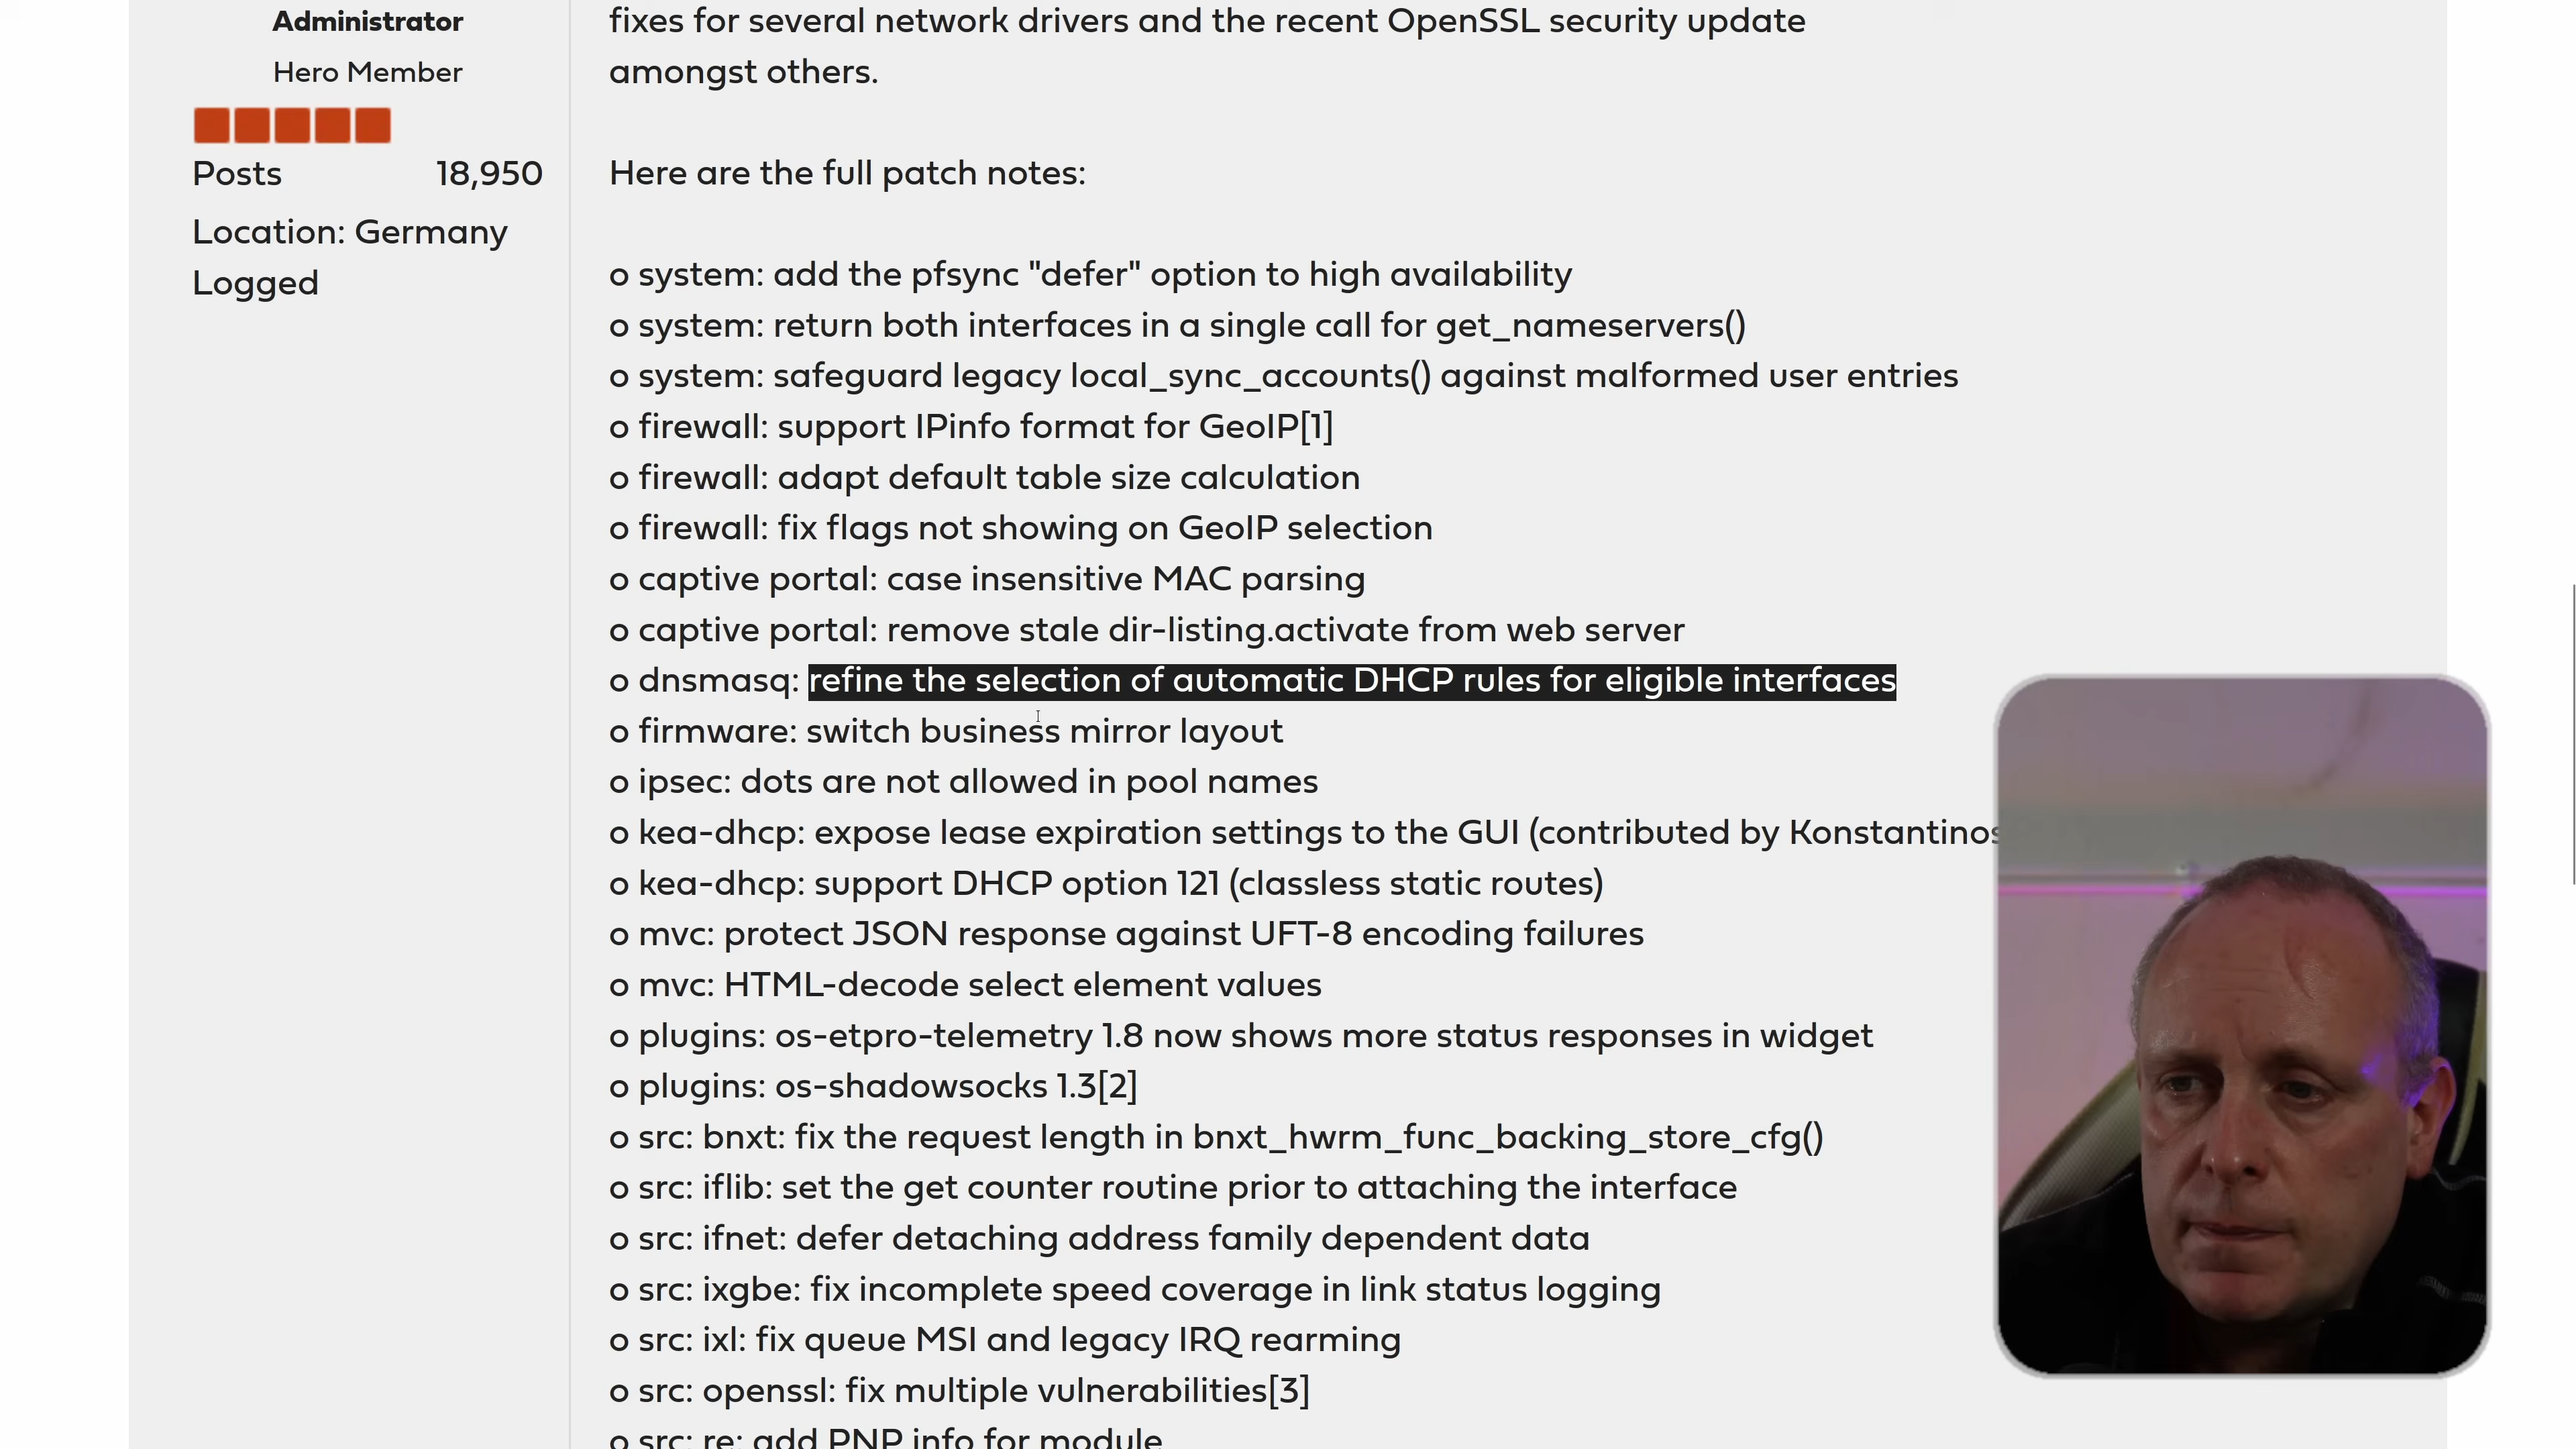 Administrator
Hero Member
Posts 18,950
Location: Germany
Logged
fixes for several network drivers and the recent OpenSSL security update
amongst others.
Here are the full patch notes:
o system: add the pfsync "defer" option to high availability
o system: return both interfaces in a single call for get_nameservers()
o system: safeguard legacy local_sync_accounts() against malformed user entries
o firewall: support IPinfo format for GeoIP[1]
o firewall: adapt default table size calculation
o firewall: fix flags not showing on GeoIP selection
o captive portal: case insensitive MAC parsing
o captive portal: remove stale dir-listing.activate from web server
o dnsmasq: refine the selection of automatic DHCP rules for eligible interfaces
o firmware: switch business mirror layout
o ipsec: dots are not allowed in pool names
o kea-dhcp: expose lease expiration settings to the GUI (contributed by Konstantinos
o kea-dhcp: support DHCP option 121 (classless static routes)
o mvc: protect JSON response against UFT-8 encoding failures
o mvc: HTML-decode select element values
o plugins: os-etpro-telemetry 1.8 now shows more status responses in widget
o plugins: os-shadowsocks 1.3[2]
o src: bnxt: fix the request length in bnxt_hwrm_func_backing_store_cfg()
o src: iflib: set the get counter routine prior to attaching the interface
o src: ifnet: defer detaching address family dependent data
o src: ixgbe: fix incomplete speed coverage in link status logging
o src: ixl: fix queue MSI and legacy IRQ rearming
o src: openssl: fix multiple vulnerabilities[3]
o src: re: add PNP info for module